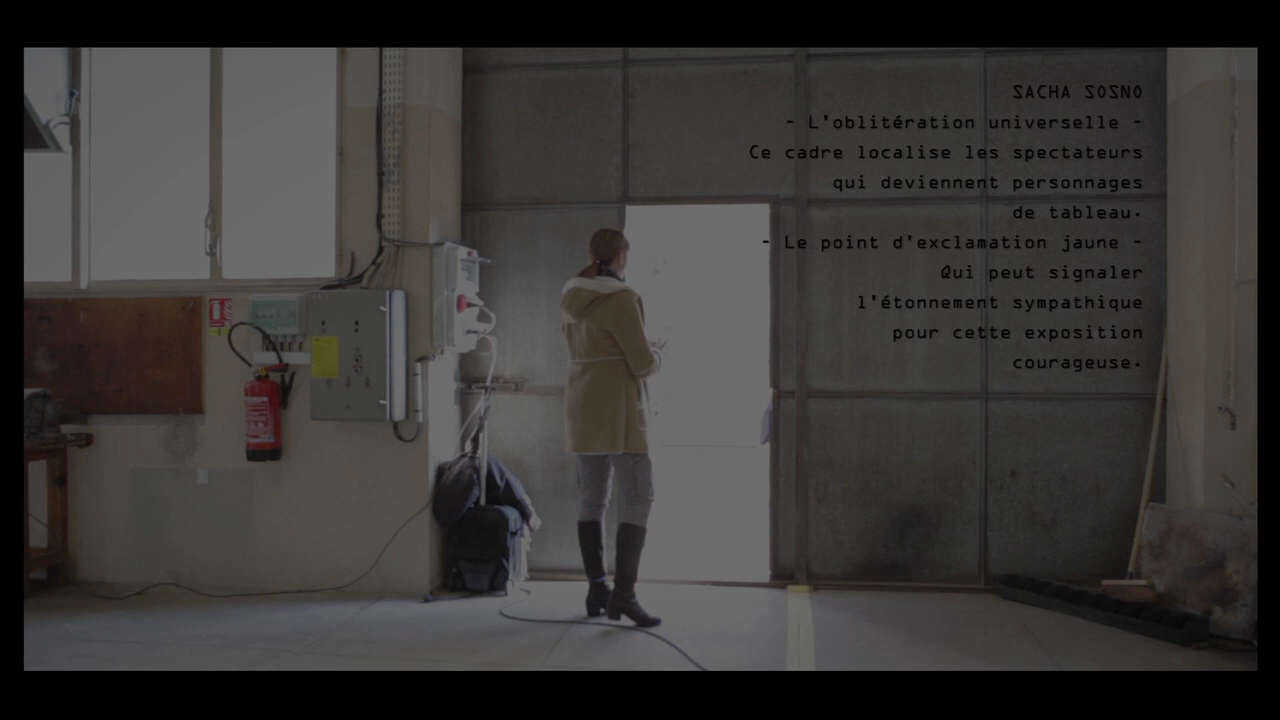 SACHA SOSNO
- L'oblitération universelle -
Ce cadre localise les spectateurs
qui deviennent personnages
de tableau.
- Le point d'exclamation jaune -
Qui peut signaler
l'étonnement sympathique
pour cette exposition
courageuse.